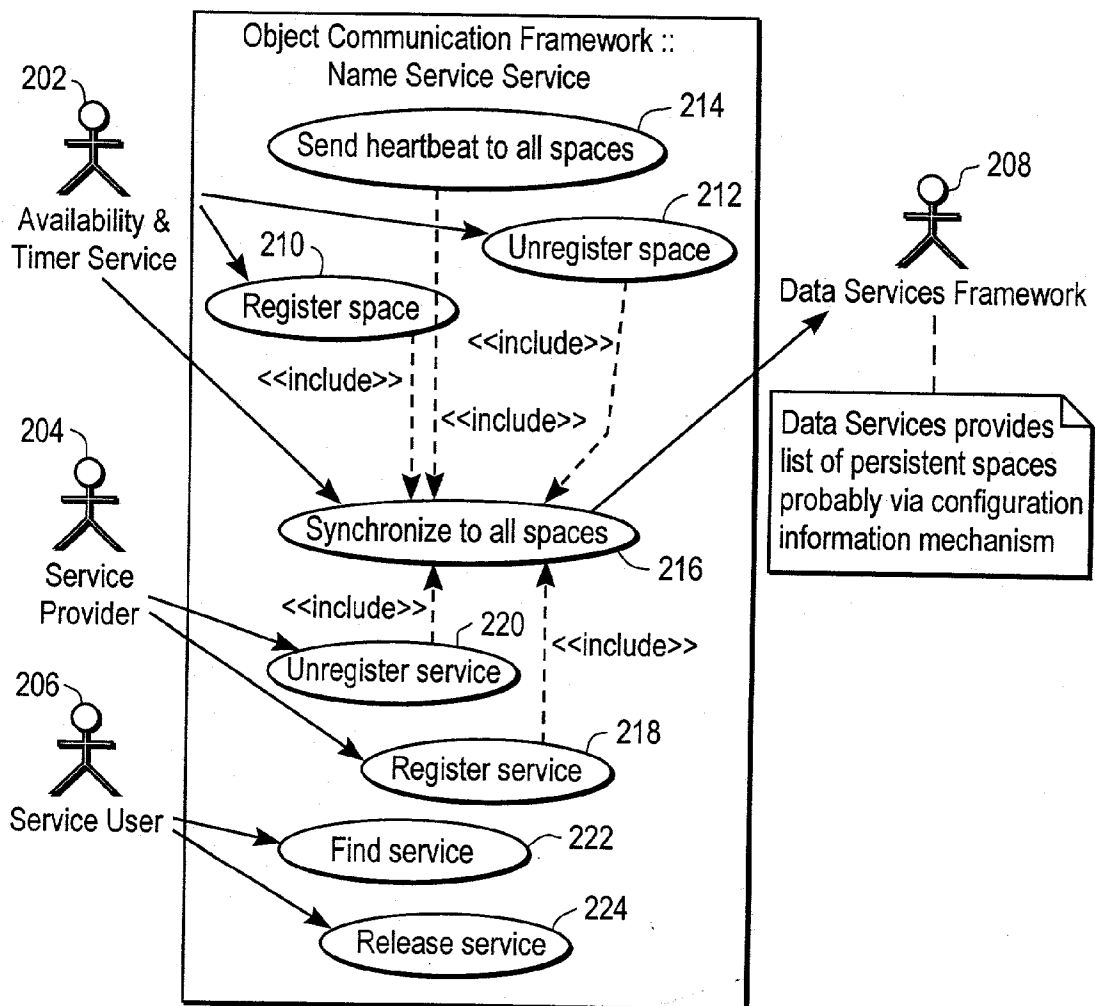 Object Communication Framework ::
Name Service Service
202
214
Send heartbeat to all spaces
208
212
Availability &
Timer Service
Unregister space
210
Register space
Data Services Framework
<<include>>
<<include>>
<<include>>
204
Data Services provides
list of persistent spaces
probably via configuration
information mechanism
Synchronize to all spaces
216
Service
Provider
<<include>>
220
<<include>>
Unregister service
206
218
Register service
Service User
Find service
222
224
Release service